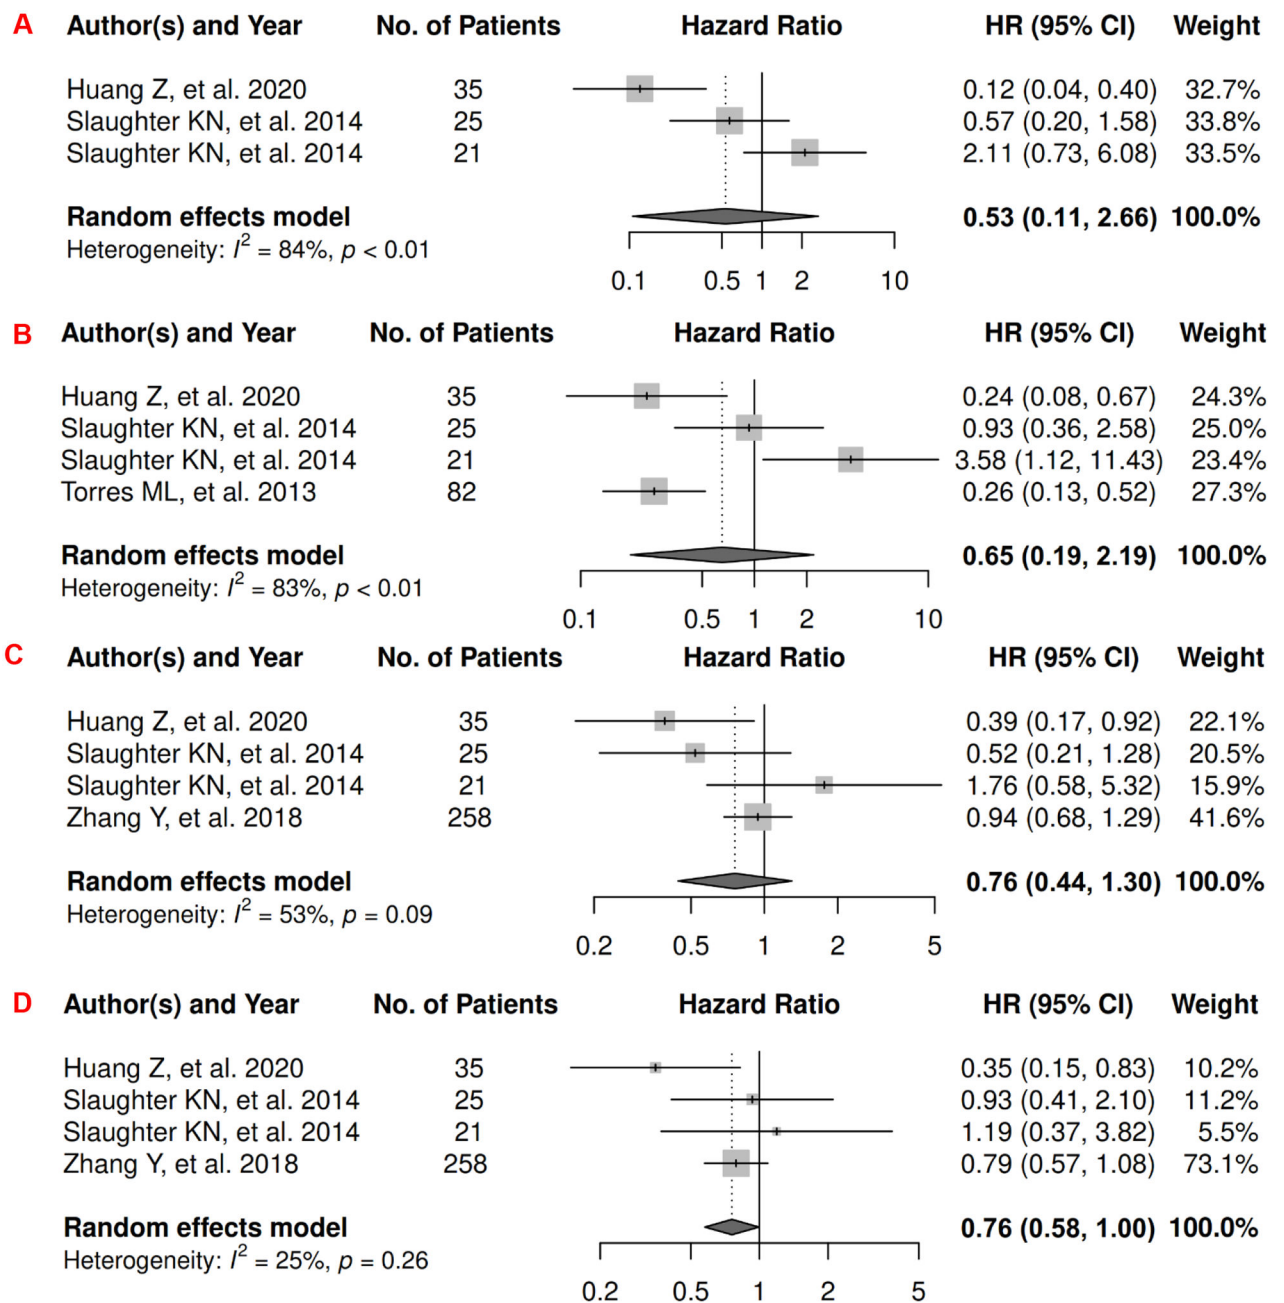 A Author(s) and Year No. of Patients Hazard Ratio HR (95% CI) Weight
Huang Z, et al. 2020 35 0.12 (0.04, 0.40) 32.7%
Slaughter KN, et al. 2014 25 0.57 (0.20, 1.58) 33.8%
Slaughter KN, et al. 2014 21 2.11 (0.73, 6.08) 33.5%
Random effects model 0.53 (0.11, 2.66) 100.0%
Heterogeneity: I² = 84%, p < 0.01
0.1 0.5 1 2 10
B Author(s) and Year No. of Patients Hazard Ratio HR (95% CI) Weight
Huang Z, et al. 2020 35 0.24 (0.08, 0.67) 24.3%
Slaughter KN, et al. 2014 25 0.93 (0.36, 2.58) 25.0%
Slaughter KN, et al. 2014 21 3.58 (1.12, 11.43) 23.4%
Torres ML, et al. 2013 82 0.26 (0.13, 0.52) 27.3%
Random effects model 0.65 (0.19, 2.19) 100.0%
Heterogeneity: I² = 83%, p < 0.01
0.1 0.5 1 2 10
C Author(s) and Year No. of Patients Hazard Ratio HR (95% CI) Weight
Huang Z, et al. 2020 35 0.39 (0.17, 0.92) 22.1%
Slaughter KN, et al. 2014 25 0.52 (0.21, 1.28) 20.5%
Slaughter KN, et al. 2014 21 1.76 (0.58, 5.32) 15.9%
Zhang Y, et al. 2018 258 0.94 (0.68, 1.29) 41.6%
Random effects model 0.76 (0.44, 1.30) 100.0%
Heterogeneity: I² = 53%, p = 0.09
0.2 0.5 1 2 5
D Author(s) and Year No. of Patients Hazard Ratio HR (95% CI) Weight
Huang Z, et al. 2020 35 0.35 (0.15, 0.83) 10.2%
Slaughter KN, et al. 2014 25 0.93 (0.41, 2.10) 11.2%
Slaughter KN, et al. 2014 21 1.19 (0.37, 3.82) 5.5%
Zhang Y, et al. 2018 258 0.79 (0.57, 1.08) 73.1%
Random effects model 0.76 (0.58, 1.00) 100.0%
Heterogeneity: I² = 25%, p = 0.26
0.2 0.5 1 2 5